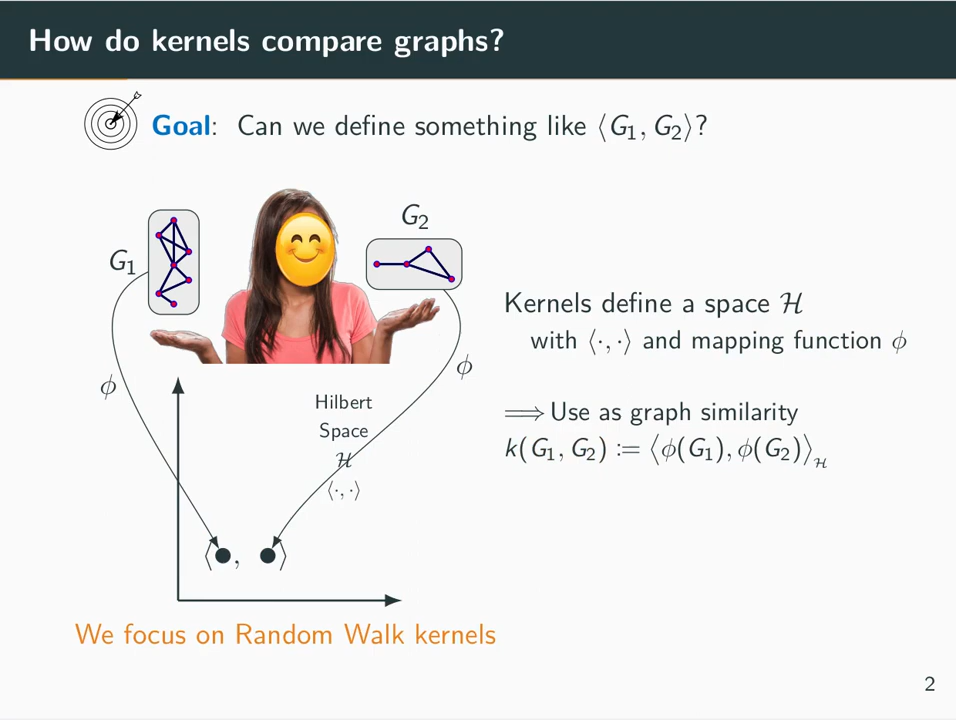 How do kernels compare graphs?
Goal: Can we define something like ⟨G₁, G₂⟩?
G₂
G₁
Kernels define a space ℋ
with ⟨·, ·⟩ and mapping function ϕ
ϕ
ϕ
Hilbert
Space
ℋ
⟨·, ·⟩
⟹ Use as graph similarity
k(G₁, G₂) := ⟨ϕ(G₁), ϕ(G₂)⟩ℋ
⟨●, ●⟩
We focus on Random Walk kernels
2